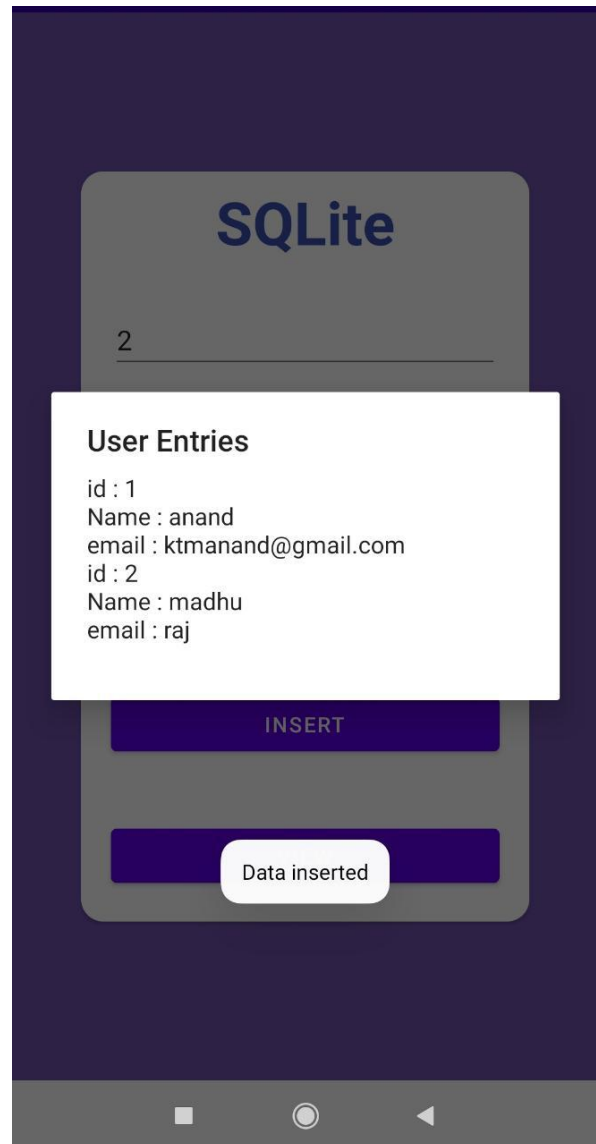 SQLite
2
User Entries
id : 1
Name : anand
email : ktmanand@gmail.com
id : 2
Name : madhu
email : raj
INSERT
Data inserted